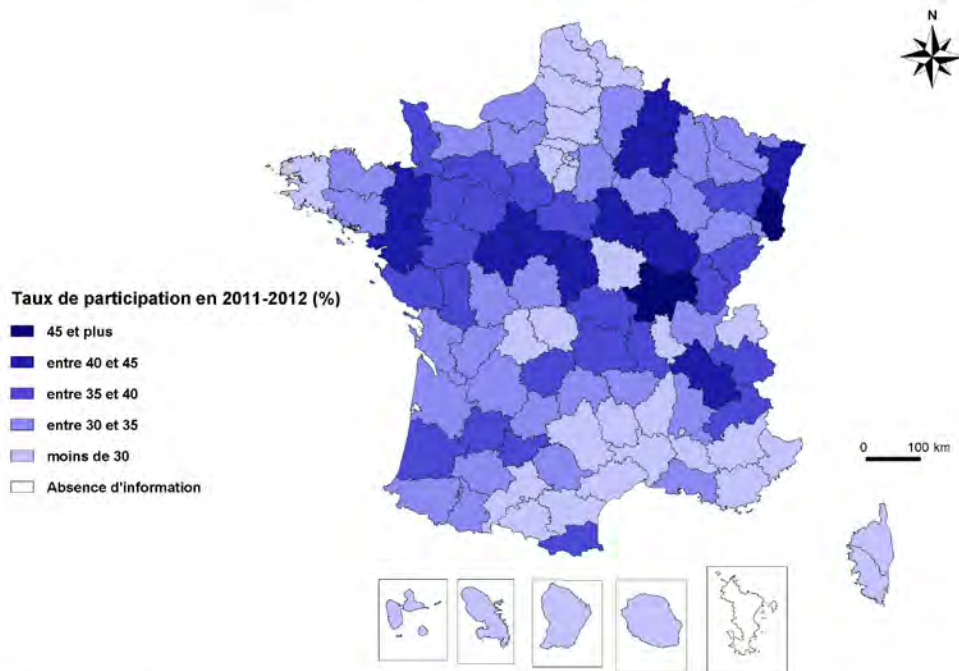 N
Taux de participation en 2011-2012 (%)
45 et plus
entre 40 et 45
entre 35 et 40
entre 30 et 35
moins de 30
Absence d'information
0 100 km